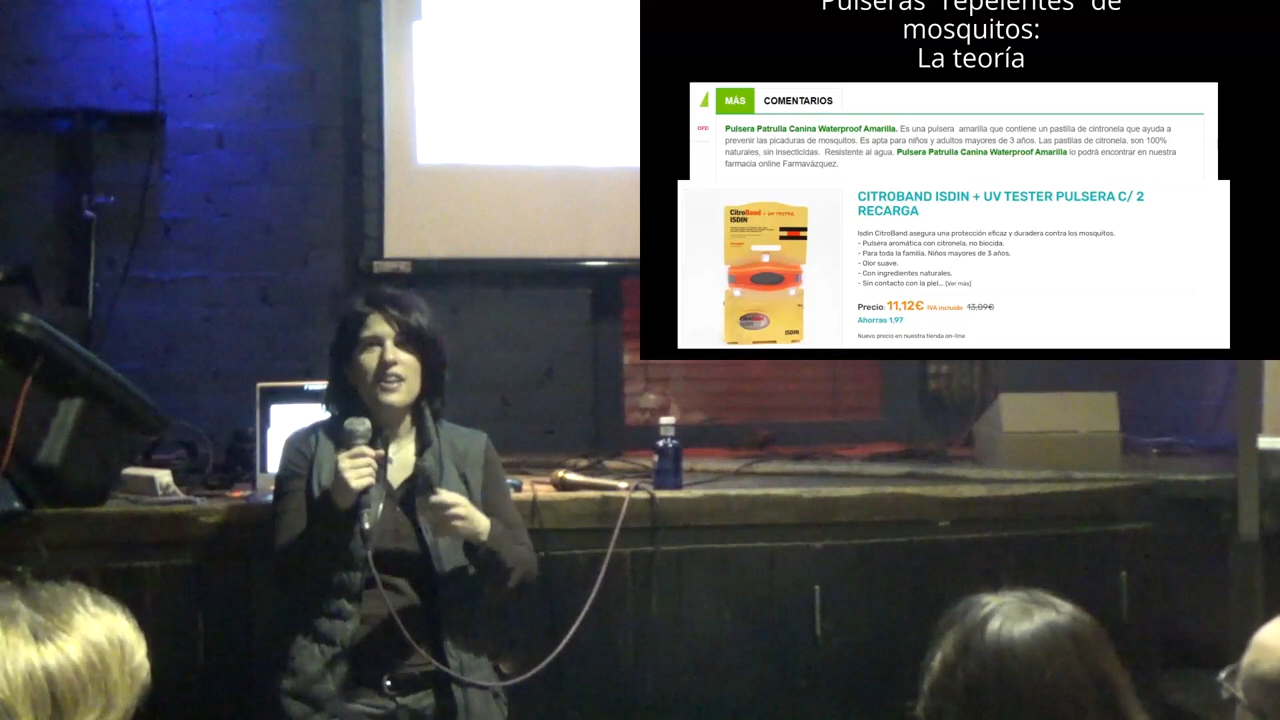 Pulseras "repelentes" de
mosquitos:
La teoría
MÁS
COMENTARIOS
OFE
Pulsera Patrulla Canina Waterproof Amarilla. Es una pulsera amarilla que contiene un pastilla de cintronela que ayuda a
prevenir las picaduras de mosquitos. Es apta para niños y adultos mayores de 3 años. Las pastilas de citronela. son 100%
naturales, sin insecticidas. Resistente al agua. Pulsera Patrulla Canina Waterproof Amarilla lo podrá encontrar en nuestra
farmacia online Farmavázquez.
CITROBAND ISDIN + UV TESTER PULSERA C/ 2
RECARGA
Isdin CitroBand asegura una protección eficaz y duradera contra los mosquitos.
- Pulsera aromática con citronela, no biocida.
- Para toda la familia. Niños mayores de 3 años.
- Olor suave.
- Con ingredientes naturales.
- Sin contacto con la piel... [Ver más]
Precio: 11,12€ IVA incluido 13,09€
Ahorras 1,97
Nuevo precio en nuestra tienda on-line
CitroBand + UV TESTER
ISDIN
CitroBand
ISDIN